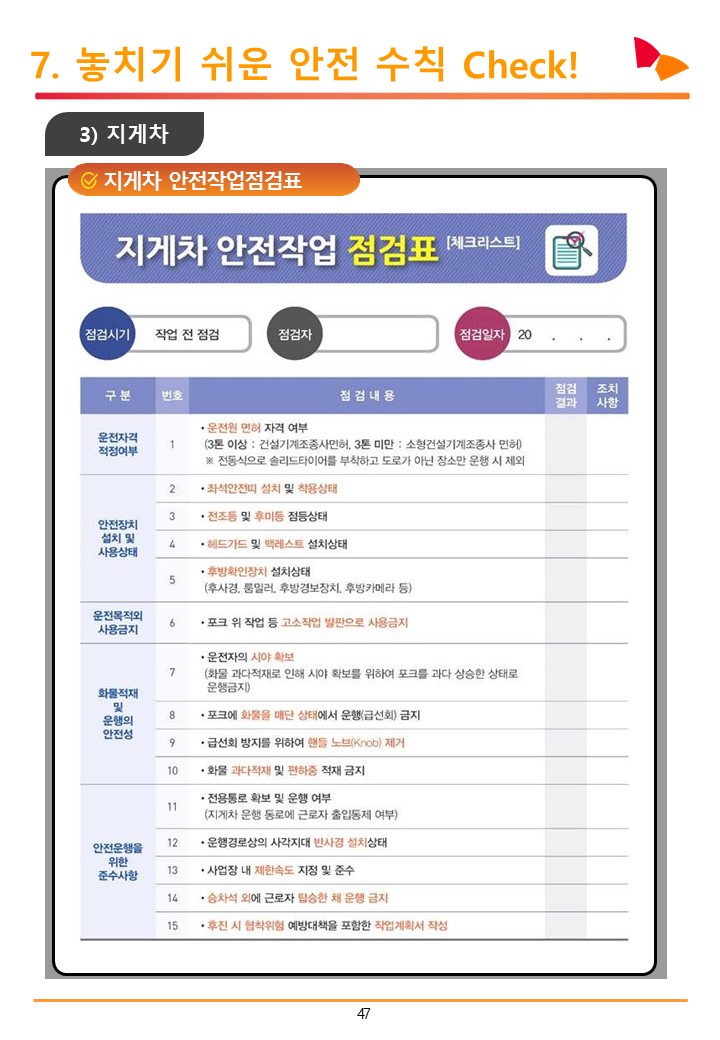 7. 놓치기 쉬운 안전 수칙 Check!
3) 지게차
지게차 안전작업점검표
지게차 안전작업 점검표 [체크리스트]
점검시기 작업 전 점검 점검자 점검일자 20 . . .
구 분 번호 점 검 내 용 점검 결과 조치 사항
운전자격 적정여부
1 • 운전원 면허 자격 여부
(3톤 이상 : 건설기계조종사면허, 3톤 미만 : 소형건설기계조종사 면허)
※ 전동식으로 솔리드타이어를 부착하고 도로가 아닌 장소만 운행 시 제외
안전장치 설치 및 사용상태
2 • 좌석안전띠 설치 및 착용상태
3 • 전조등 및 후미등 점등상태
4 • 헤드가드 및 백레스트 설치상태
5 • 후방확인장치 설치상태
(후사경, 룸밀러, 후방경보장치, 후방카메라 등)
운전목적외 사용금지
6 • 포크 위 작업 등 고소작업 발판으로 사용금지
화물적재 및 운행의 안전성
7 • 운전자의 시야 확보
(화물 과다적재로 인해 시야 확보를 위하여 포크를 과다 상승한 상태로
운행금지)
8 • 포크에 화물을 매단 상태에서 운행(급선회) 금지
9 • 급선회 방지를 위하여 핸들 노브(Knob) 제거
10 • 화물 과다적재 및 편하중 적재 금지
안전운행을 위한 준수사항
11 • 전용통로 확보 및 운행 여부
(지게차 운행 통로에 근로자 출입통제 여부)
12 • 운행경로상의 사각지대 반사경 설치상태
13 • 사업장 내 제한속도 지정 및 준수
14 • 승차석 외에 근로자 탑승한 채 운행 금지
15 • 후진 시 협착위험 예방대책을 포함한 작업계획서 작성
47